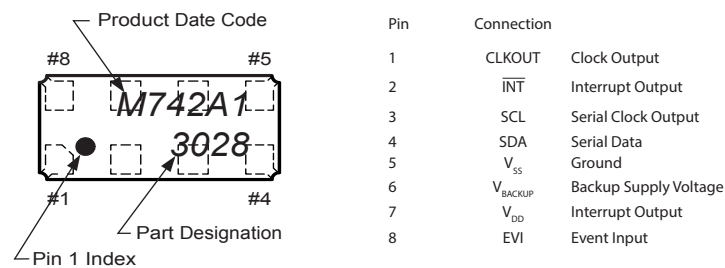 Product Date Code
#8
#5
M742A1
3028
#1
#4
Part Designation
Pin 1 Index
Pin Connection
1 CLKOUT Clock Output
2 INT Interrupt Output
3 SCL Serial Clock Output
4 SDA Serial Data
5 VSS Ground
6 VBACKUP Backup Supply Voltage
7 VDD Interrupt Output
8 EVI Event Input